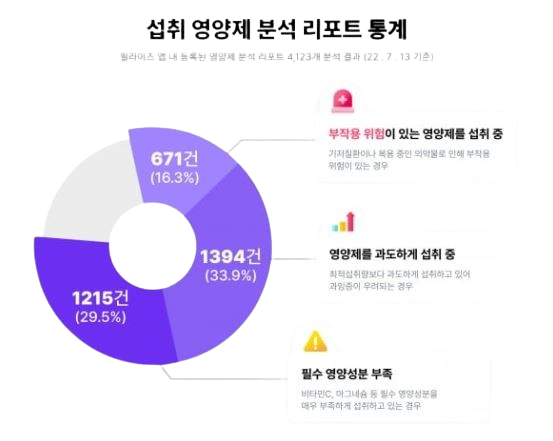 섭취 영양제 분석 리포트 통계
필라이즈 앱 내 등록된 영양제 분석 리포트 4,123개 분석 결과 (22 . 7 . 13 기준)
671건
(16.3%)
부작용 위험이 있는 영양제를 섭취 중
기저질환이나 복용 중인 의약물로 인해 부작용
위험이 있는 경우
1394건
(33.9%)
영양제를 과도하게 섭취 중
최적섭취량보다 과도하게 섭취하고 있어
과잉증이 우려되는 경우
1215건
(29.5%)
필수 영양성분 부족
비타민C, 마그네슘 등 필수 영양성분을
매우 부족하게 섭취하고 있는 경우